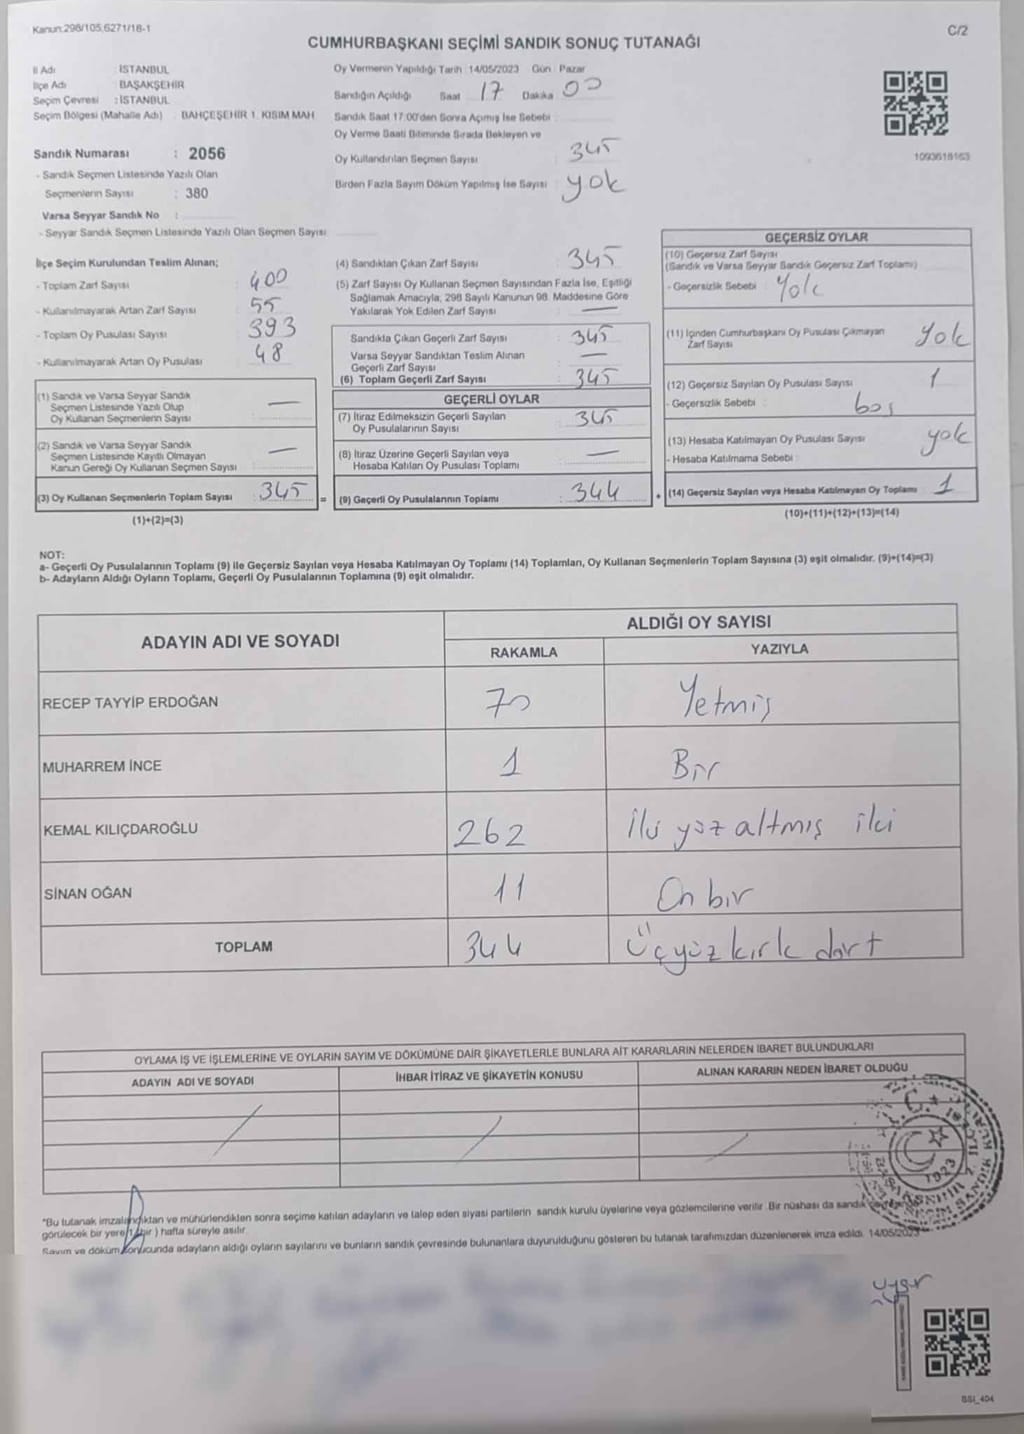 Kanun:298/105,6271/18-1
C/2
CUMHURBAŞKANI SEÇİMİ SANDIK SONUÇ TUTANAĞI
İl Adı : İSTANBUL
İlçe Adı : BAŞAKŞEHİR
Seçim Çevresi : İSTANBUL
Seçim Bölgesi (Mahalle Adı) : BAHÇEŞEHİR 1. KISIM MAH
Sandık Numarası : 2056
- Sandık Seçmen Listesinde Yazılı Olan
Seçmenlerin Sayısı : 380
Varsa Seyyar Sandık No :
- Seyyar Sandık Seçmen Listesinde Yazılı Olan Seçmen Sayısı
Oy Vermenin Yapıldığı Tarih : 14/05/2023 Gün : Pazar
Sandığın Açıldığı Saat 17 Dakika 00
Sandık Saat 17:00'den Sonra Açımış İse Sebebi :
Oy Verme Saati Bitiminde Sırada Bekleyen ve
Oy Kullandırılan Seçmen Sayısı : 345
Birden Fazla Sayım Döküm Yapılmış İse Sayısı : yok
1093618163
İlçe Seçim Kurulundan Teslim Alınan;
- Toplam Zarf Sayısı : 400
- Kullanılmayarak Artan Zarf Sayısı : 55
- Toplam Oy Pusulası Sayısı : 393
- Kullanılmayarak Artan Oy Pusulası : 48
(1) Sandık ve Varsa Seyyar Sandık
Seçmen Listesinde Yazılı Olup
Oy Kullanan Seçmenlerin Sayısı : —
(2) Sandık ve Varsa Seyyar Sandık
Seçmen Listesinde Kayıtlı Olmayan
Kanun Gereği Oy Kullanan Seçmen Sayısı : —
(3) Oy Kullanan Seçmenlerin Toplam Sayısı : 345 =
(1)+(2)=(3)
(4) Sandıktan Çıkan Zarf Sayısı : 345
(5) Zarf Sayısı Oy Kullanan Seçmen Sayısından Fazla İse, Eşitliği
Sağlamak Amacıyla, 298 Sayılı Kanunun 98. Maddesine Göre
Yakılarak Yok Edilen Zarf Sayısı : —
Sandıkla Çıkan Geçerli Zarf Sayısı : 345
Varsa Seyyar Sandıktan Teslim Alınan
Geçerli Zarf Sayısı : —
(6) Toplam Geçerli Zarf Sayısı : 345
GEÇERLİ OYLAR
(7) İtiraz Edilmeksizin Geçerli Sayılan
Oy Pusulalarının Sayısı : 345
(8) İtiraz Üzerine Geçerli Sayılan veya
Hesaba Katılan Oy Pusulası Toplamı : —
(9) Geçerli Oy Pusulalarının Toplamı : 344 +
GEÇERSİZ OYLAR
(10) Geçersiz Zarf Sayısı
(Sandık ve Varsa Seyyar Sandık Geçersiz Zarf Toplamı)
- Geçersizlik Sebebi : Yok
(11) İçinden Cumhurbaşkanı Oy Pusulası Çıkmayan
Zarf Sayısı : Yok
(12) Geçersiz Sayılan Oy Pusulası Sayısı : 1
- Geçersizlik Sebebi : boş
(13) Hesaba Katılmayan Oy Pusulası Sayısı : yok
- Hesaba Katılmama Sebebi :
(14) Geçersiz Sayılan veya Hesaba Katılmayan Oy Toplamı : 1
(10)+(11)+(12)+(13)=(14)
NOT:
a- Geçerli Oy Pusulalarının Toplamı (9) ile Geçersiz Sayılan veya Hesaba Katılmayan Oy Toplamı (14) Toplamları, Oy Kullanan Seçmenlerin Toplam Sayısına (3) eşit olmalıdır. (9)+(14)=(3)
b- Adayların Aldığı Oyların Toplamı, Geçerli Oy Pusulalarının Toplamına (9) eşit olmalıdır.
ADAYIN ADI VE SOYADI ALDIĞI OY SAYISI
RAKAMLA YAZIYLA
RECEP TAYYİP ERDOĞAN 70 Yetmiş
MUHARREM İNCE 1 Bir
KEMAL KILIÇDAROĞLU 262 İki yüz altmış iki
SİNAN OĞAN 11 On bir
TOPLAM 344 Üçyüz kırk dört
OYLAMA İŞ VE İŞLEMLERİNE VE OYLARIN SAYIM VE DÖKÜMÜNE DAİR ŞİKAYETLERLE BUNLARA AİT KARARLARIN NELERDEN İBARET BULUNDUKLARI
ADAYIN ADI VE SOYADI İHBAR İTİRAZ VE ŞİKAYETİN KONUSU ALINAN KARARIN NEDEN İBARET OLDUĞU
T.C. BAŞAKŞEHİR 2. İLÇE SEÇİM SANDIK KURULU 1923
"Bu tutanak imzalandıktan ve mühürlendikten sonra seçime katılan adayların ve talep eden siyasi partilerin sandık kurulu üyelerine veya gözlemcilerine verilir. Bir nüshası da sandık
görülecek bir yere (1 bir) hafta süreyle asılır.
Sayım ve döküm sonucunda adayların aldığı oyların sayılarını ve bunların sandık çevresinde bulunanlara duyurulduğunu gösteren bu tutanak tarafımızdan düzenlenerek imza edildi. 14/05/2023
uygar
BSI_404